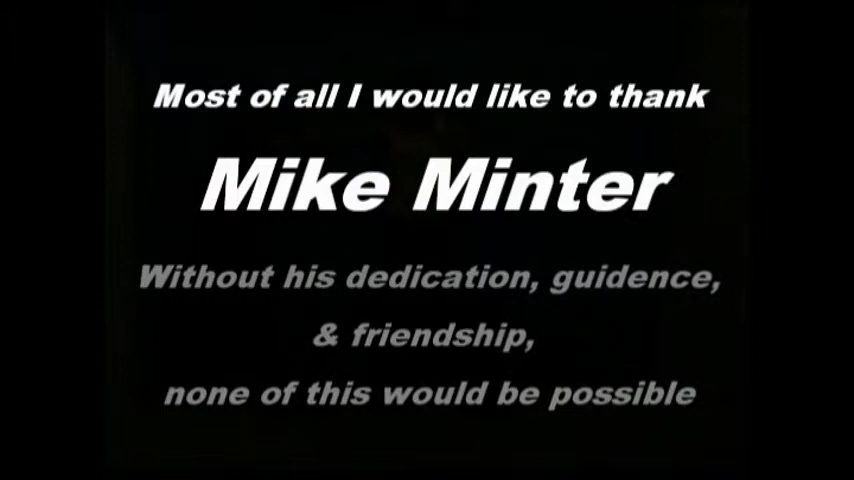 Most of all I would like to thank
Mike Minter
Without his dedication, guidence,
& friendship,
none of this would be possible